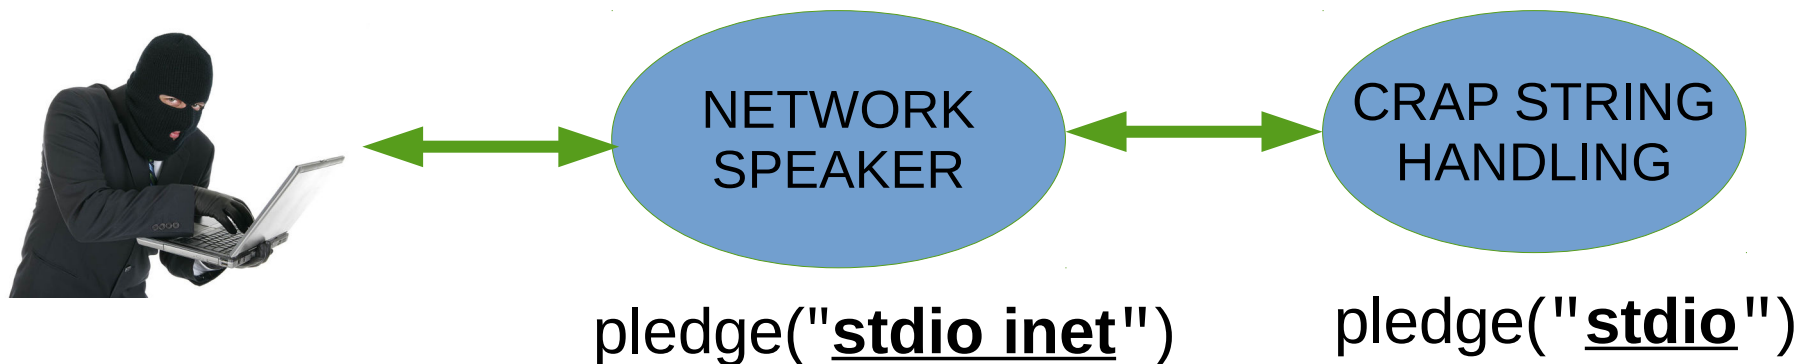 NETWORK
SPEAKER
CRAP STRING
HANDLING
pledge("stdio inet")
pledge("stdio")